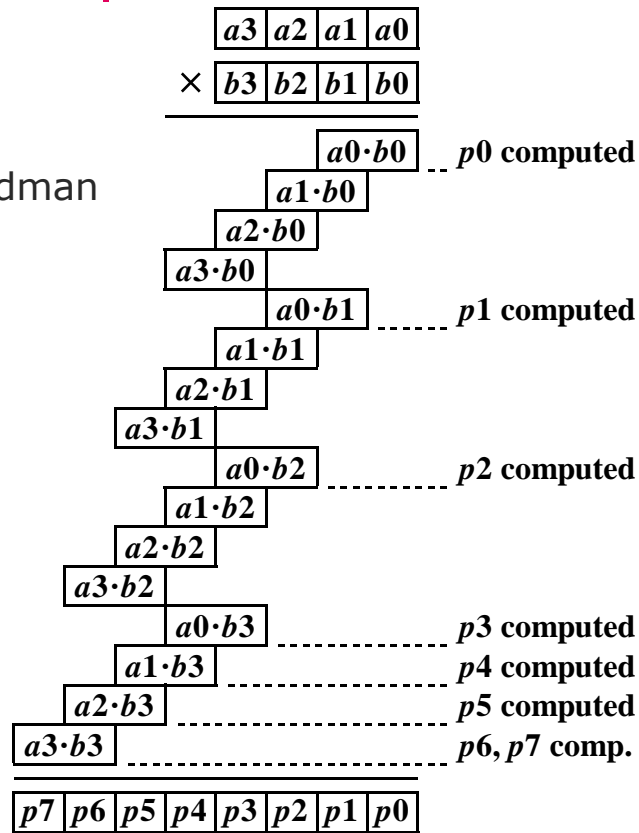 a3 a2 a1 a0
× b3 b2 b1 b0
a0·b0 p0 computed
dman
a1·b0
a2·b0
a3·b0
a0·b1 p1 computed
a1·b1
a2·b1
a3·b1
a0·b2 p2 computed
a1·b2
a2·b2
a3·b2
a0·b3 p3 computed
a1·b3 p4 computed
a2·b3 p5 computed
a3·b3 p6, p7 comp.
p7 p6 p5 p4 p3 p2 p1 p0